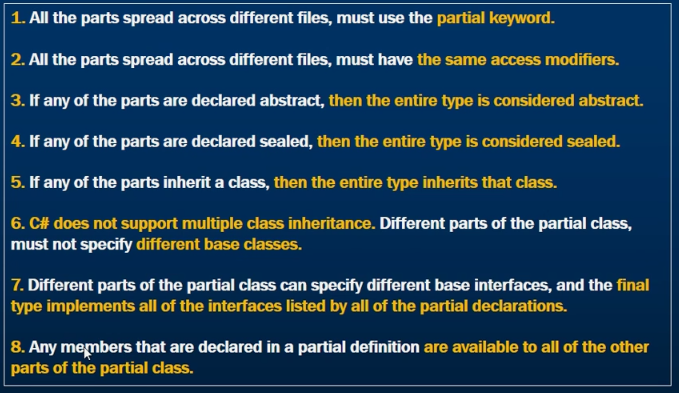 1. All the parts spread across different files, must use the partial keyword.
2. All the parts spread across different files, must have the same access modifiers.
3. If any of the parts are declared abstract, then the entire type is considered abstract.
4. If any of the parts are declared sealed, then the entire type is considered sealed.
5. If any of the parts inherit a class, then the entire type inherits that class.
6. C# does not support multiple class inheritance. Different parts of the partial class,
must not specify different base classes.
7. Different parts of the partial class can specify different base interfaces, and the final
type implements all of the interfaces listed by all of the partial declarations.
8. Any members that are declared in a partial definition are available to all of the other
parts of the partial class.